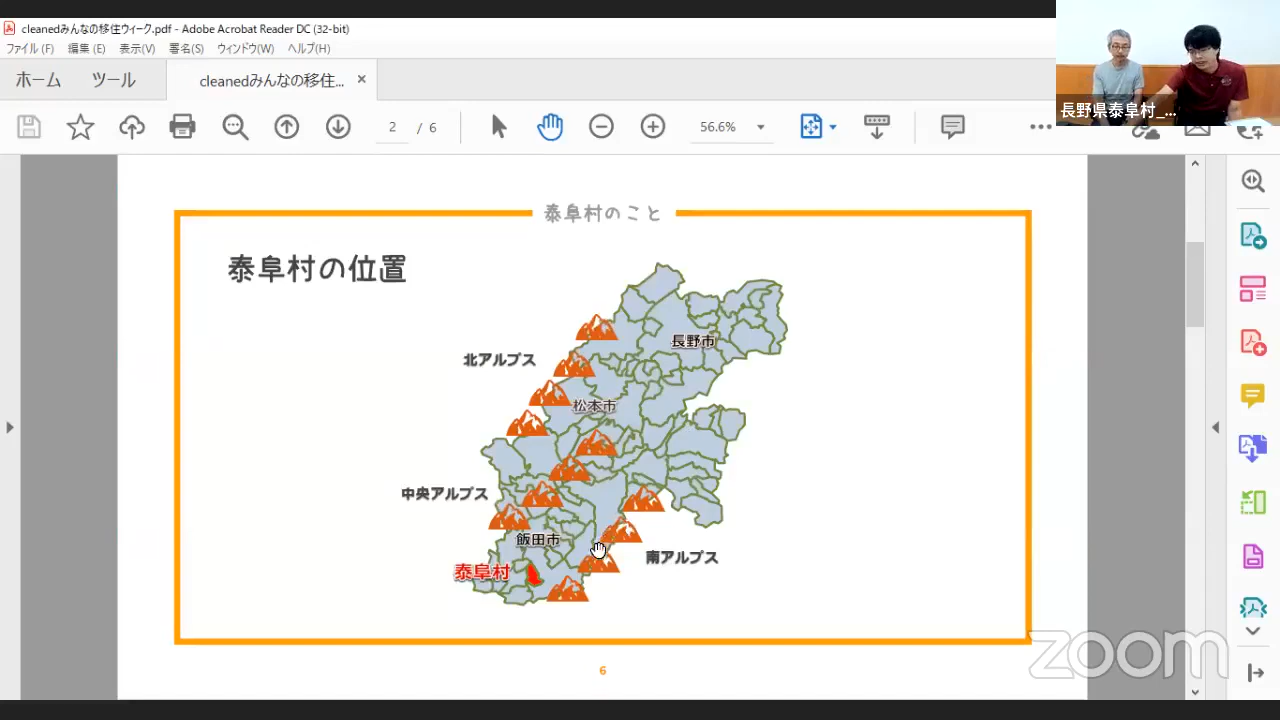 cleanedみんなの移住ウィーク.pdf - Adobe Acrobat Reader DC (32-bit)
ファイル(F) 編集(E) 表示(V) 署名(S) ウィンドウ(W) ヘルプ(H)
ホーム ツール cleanedみんなの移住... ×
2 / 6 56.6%
長野県泰阜村_...
泰阜村のこと
泰阜村の位置
長野市
北アルプス
松本市
中央アルプス
飯田市
南アルプス
泰阜村
6
zoom